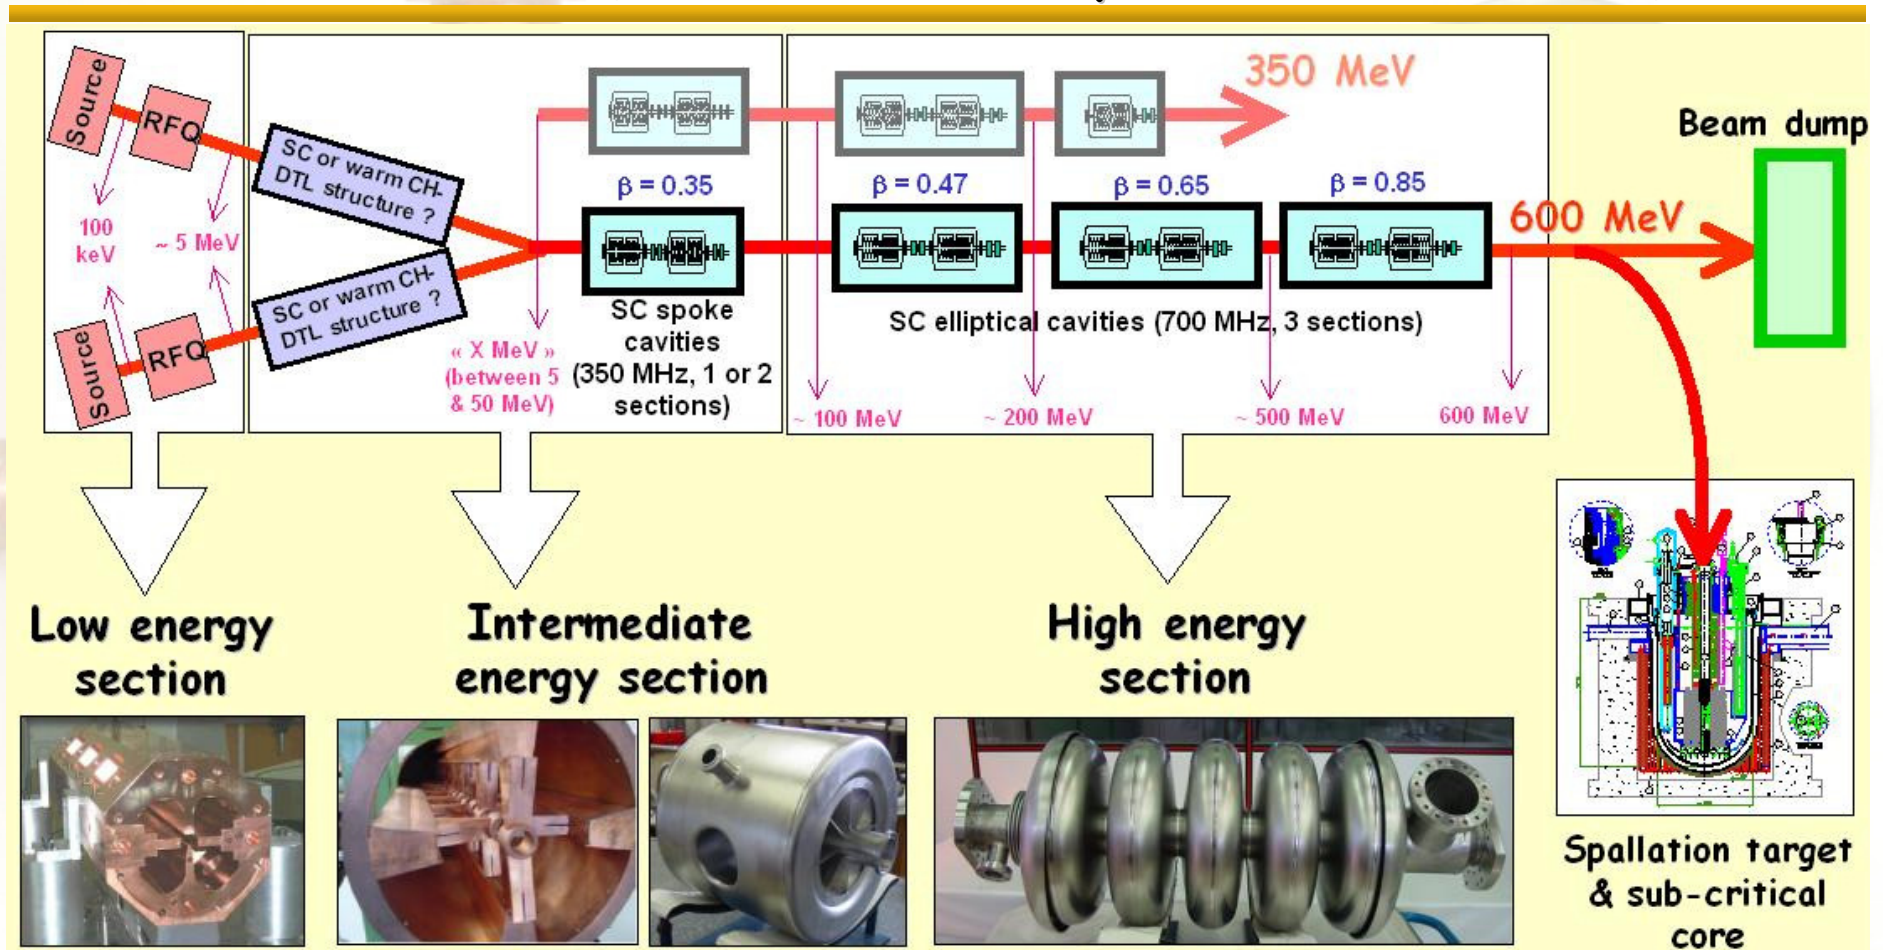 350 MeV
Beam dump
Source
RFQ
SC or warm CH-
DTL structure ?
100
keV
~ 5 MeV
β = 0.35
β = 0.47
β = 0.65
β = 0.85
600 MeV
SC or warm CH-
DTL structure ?
Source
RFQ
« X MeV »
(between 5
& 50 MeV)
SC spoke
cavities
(350 MHz, 1 or 2
sections)
SC elliptical cavities (700 MHz, 3 sections)
~ 100 MeV
~ 200 MeV
~ 500 MeV
600 MeV
Low energy
section
Intermediate
energy section
High energy
section
Spallation target
& sub-critical
core